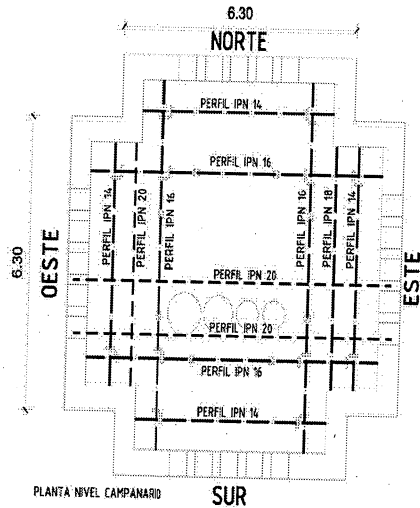 6.30
NORTE
PERFIL IPN 14
PERFIL IPN 16
PERFIL IPN 14
PERFIL IPN 20
PERFIL IPN 16
PERFIL IPN 16
PERFIL IPN 18
PERFIL IPN 14
6.30
OESTE
ESTE
PERFIL IPN 20
PERFIL IPN 20
PERFIL IPN 16
PERFIL IPN 14
PLANTA NIVEL CAMPANARIO
SUR